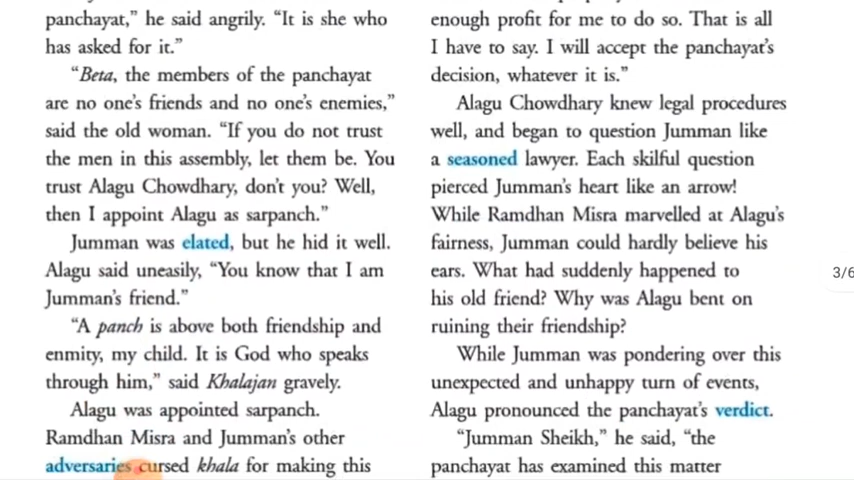 panchayat,” he said angrily. “It is she who
has asked for it.”
“Beta, the members of the panchayat
are no one’s friends and no one’s enemies,”
said the old woman. “If you do not trust
the men in this assembly, let them be. You
trust Alagu Chowdhary, don’t you? Well,
then I appoint Alagu as sarpanch.”
Jumman was elated, but he hid it well.
Alagu said uneasily, “You know that I am
Jumman’s friend.”
“A panch is above both friendship and
enmity, my child. It is God who speaks
through him,” said Khalajan gravely.
Alagu was appointed sarpanch.
Ramdhan Misra and Jumman’s other
adversaries cursed khala for making this
enough profit for me to do so. That is all
I have to say. I will accept the panchayat’s
decision, whatever it is.”
Alagu Chowdhary knew legal procedures
well, and began to question Jumman like
a seasoned lawyer. Each skilful question
pierced Jumman’s heart like an arrow!
While Ramdhan Misra marvelled at Alagu’s
fairness, Jumman could hardly believe his
ears. What had suddenly happened to
his old friend? Why was Alagu bent on
ruining their friendship?
While Jumman was pondering over this
unexpected and unhappy turn of events,
Alagu pronounced the panchayat’s verdict.
“Jumman Sheikh,” he said, “the
panchayat has examined this matter
3/6